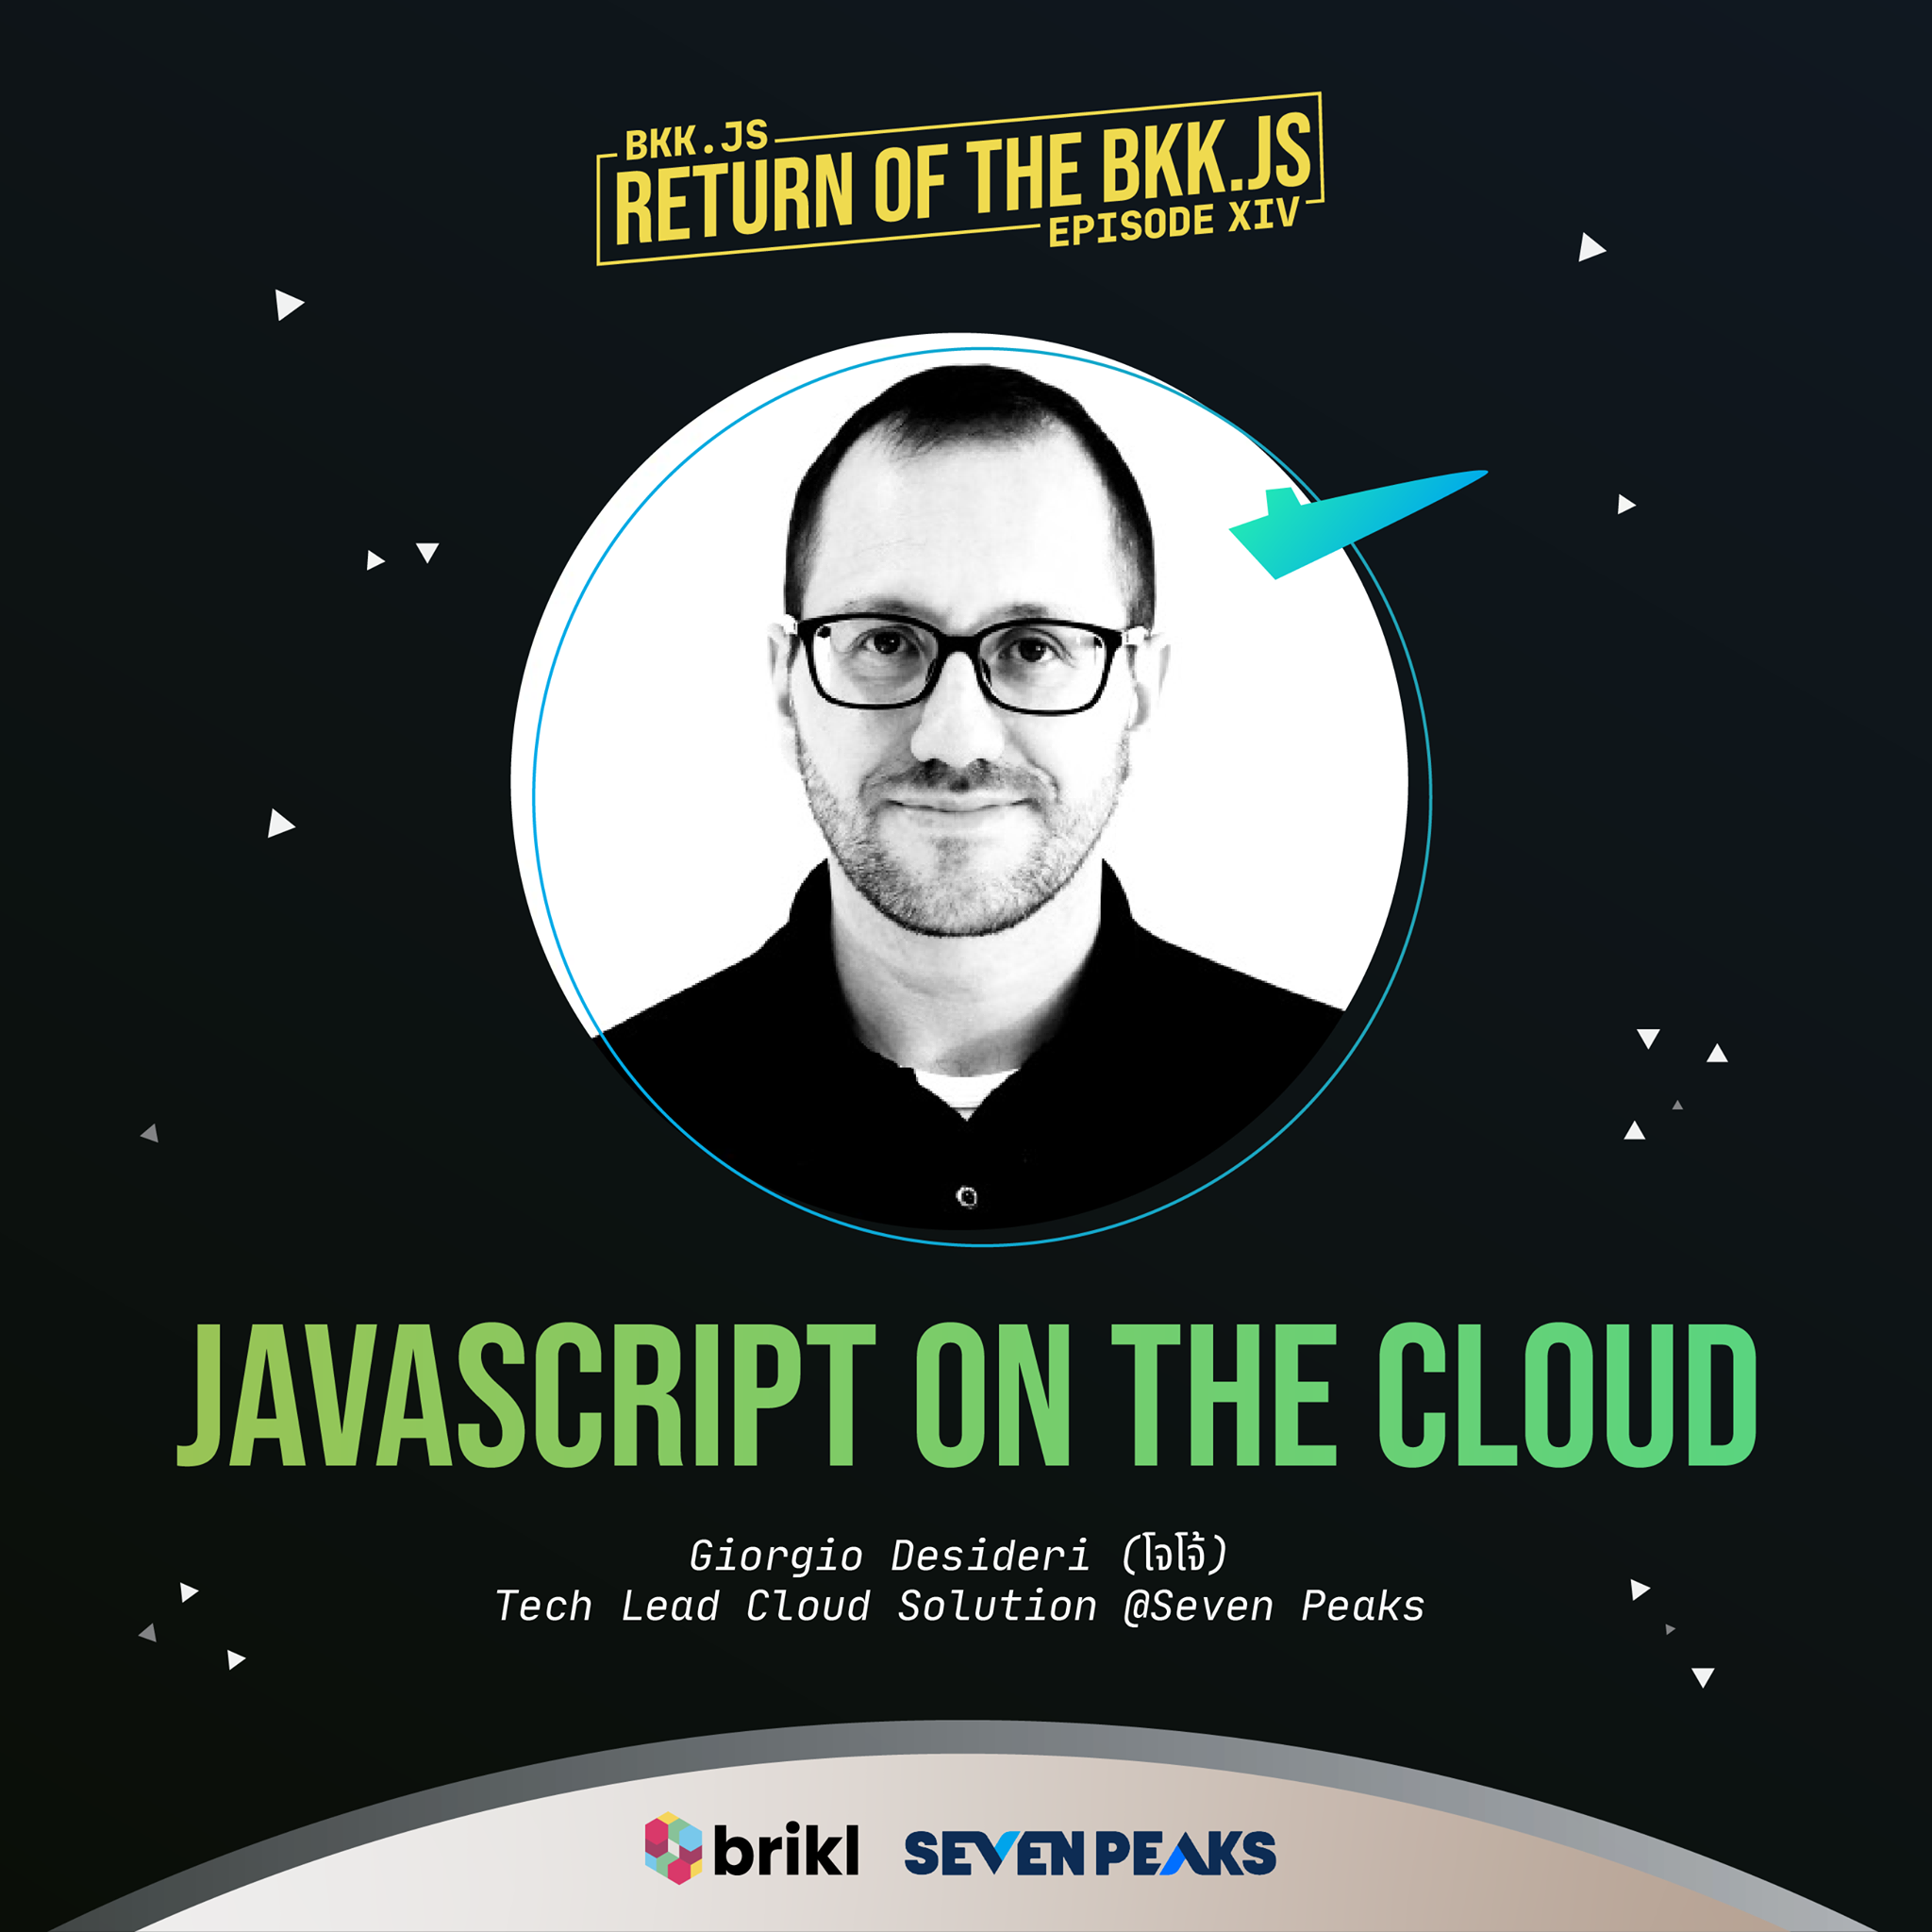 BKK.JS
RETURN OF THE BKK.JS
EPISODE XIV
JAVASCRIPT ON THE CLOUD
Giorgio Desideri (โจโจ้)
Tech Lead Cloud Solution @Seven Peaks
brikl
SEVEN PEAKS